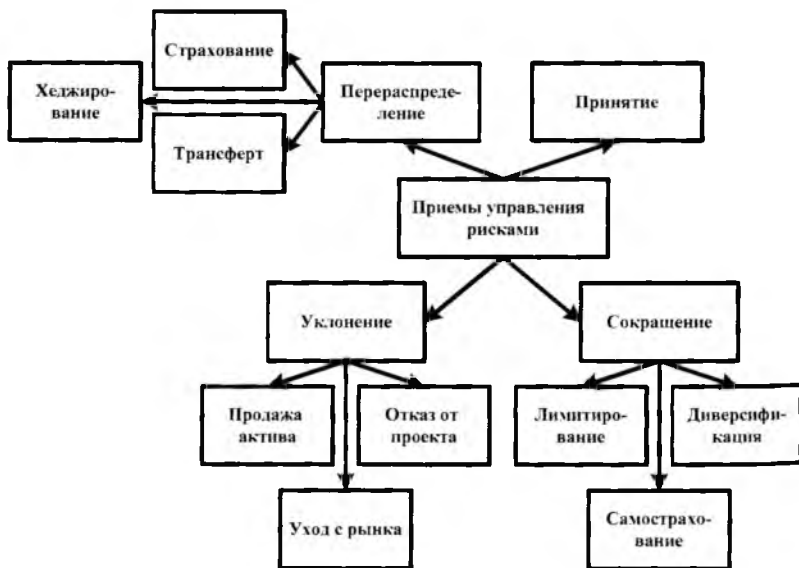 Страхование
Хеджиро-
вание
Перераспреде-
ление
Принятие
Трансферт
Приемы управления
рисками
Уклонение
Сокращение
Продажа
актива
Отказ от
проекта
Лимитиро-
вание
Диверсифи-
кация
Уход с рынка
Самострахо-
вание